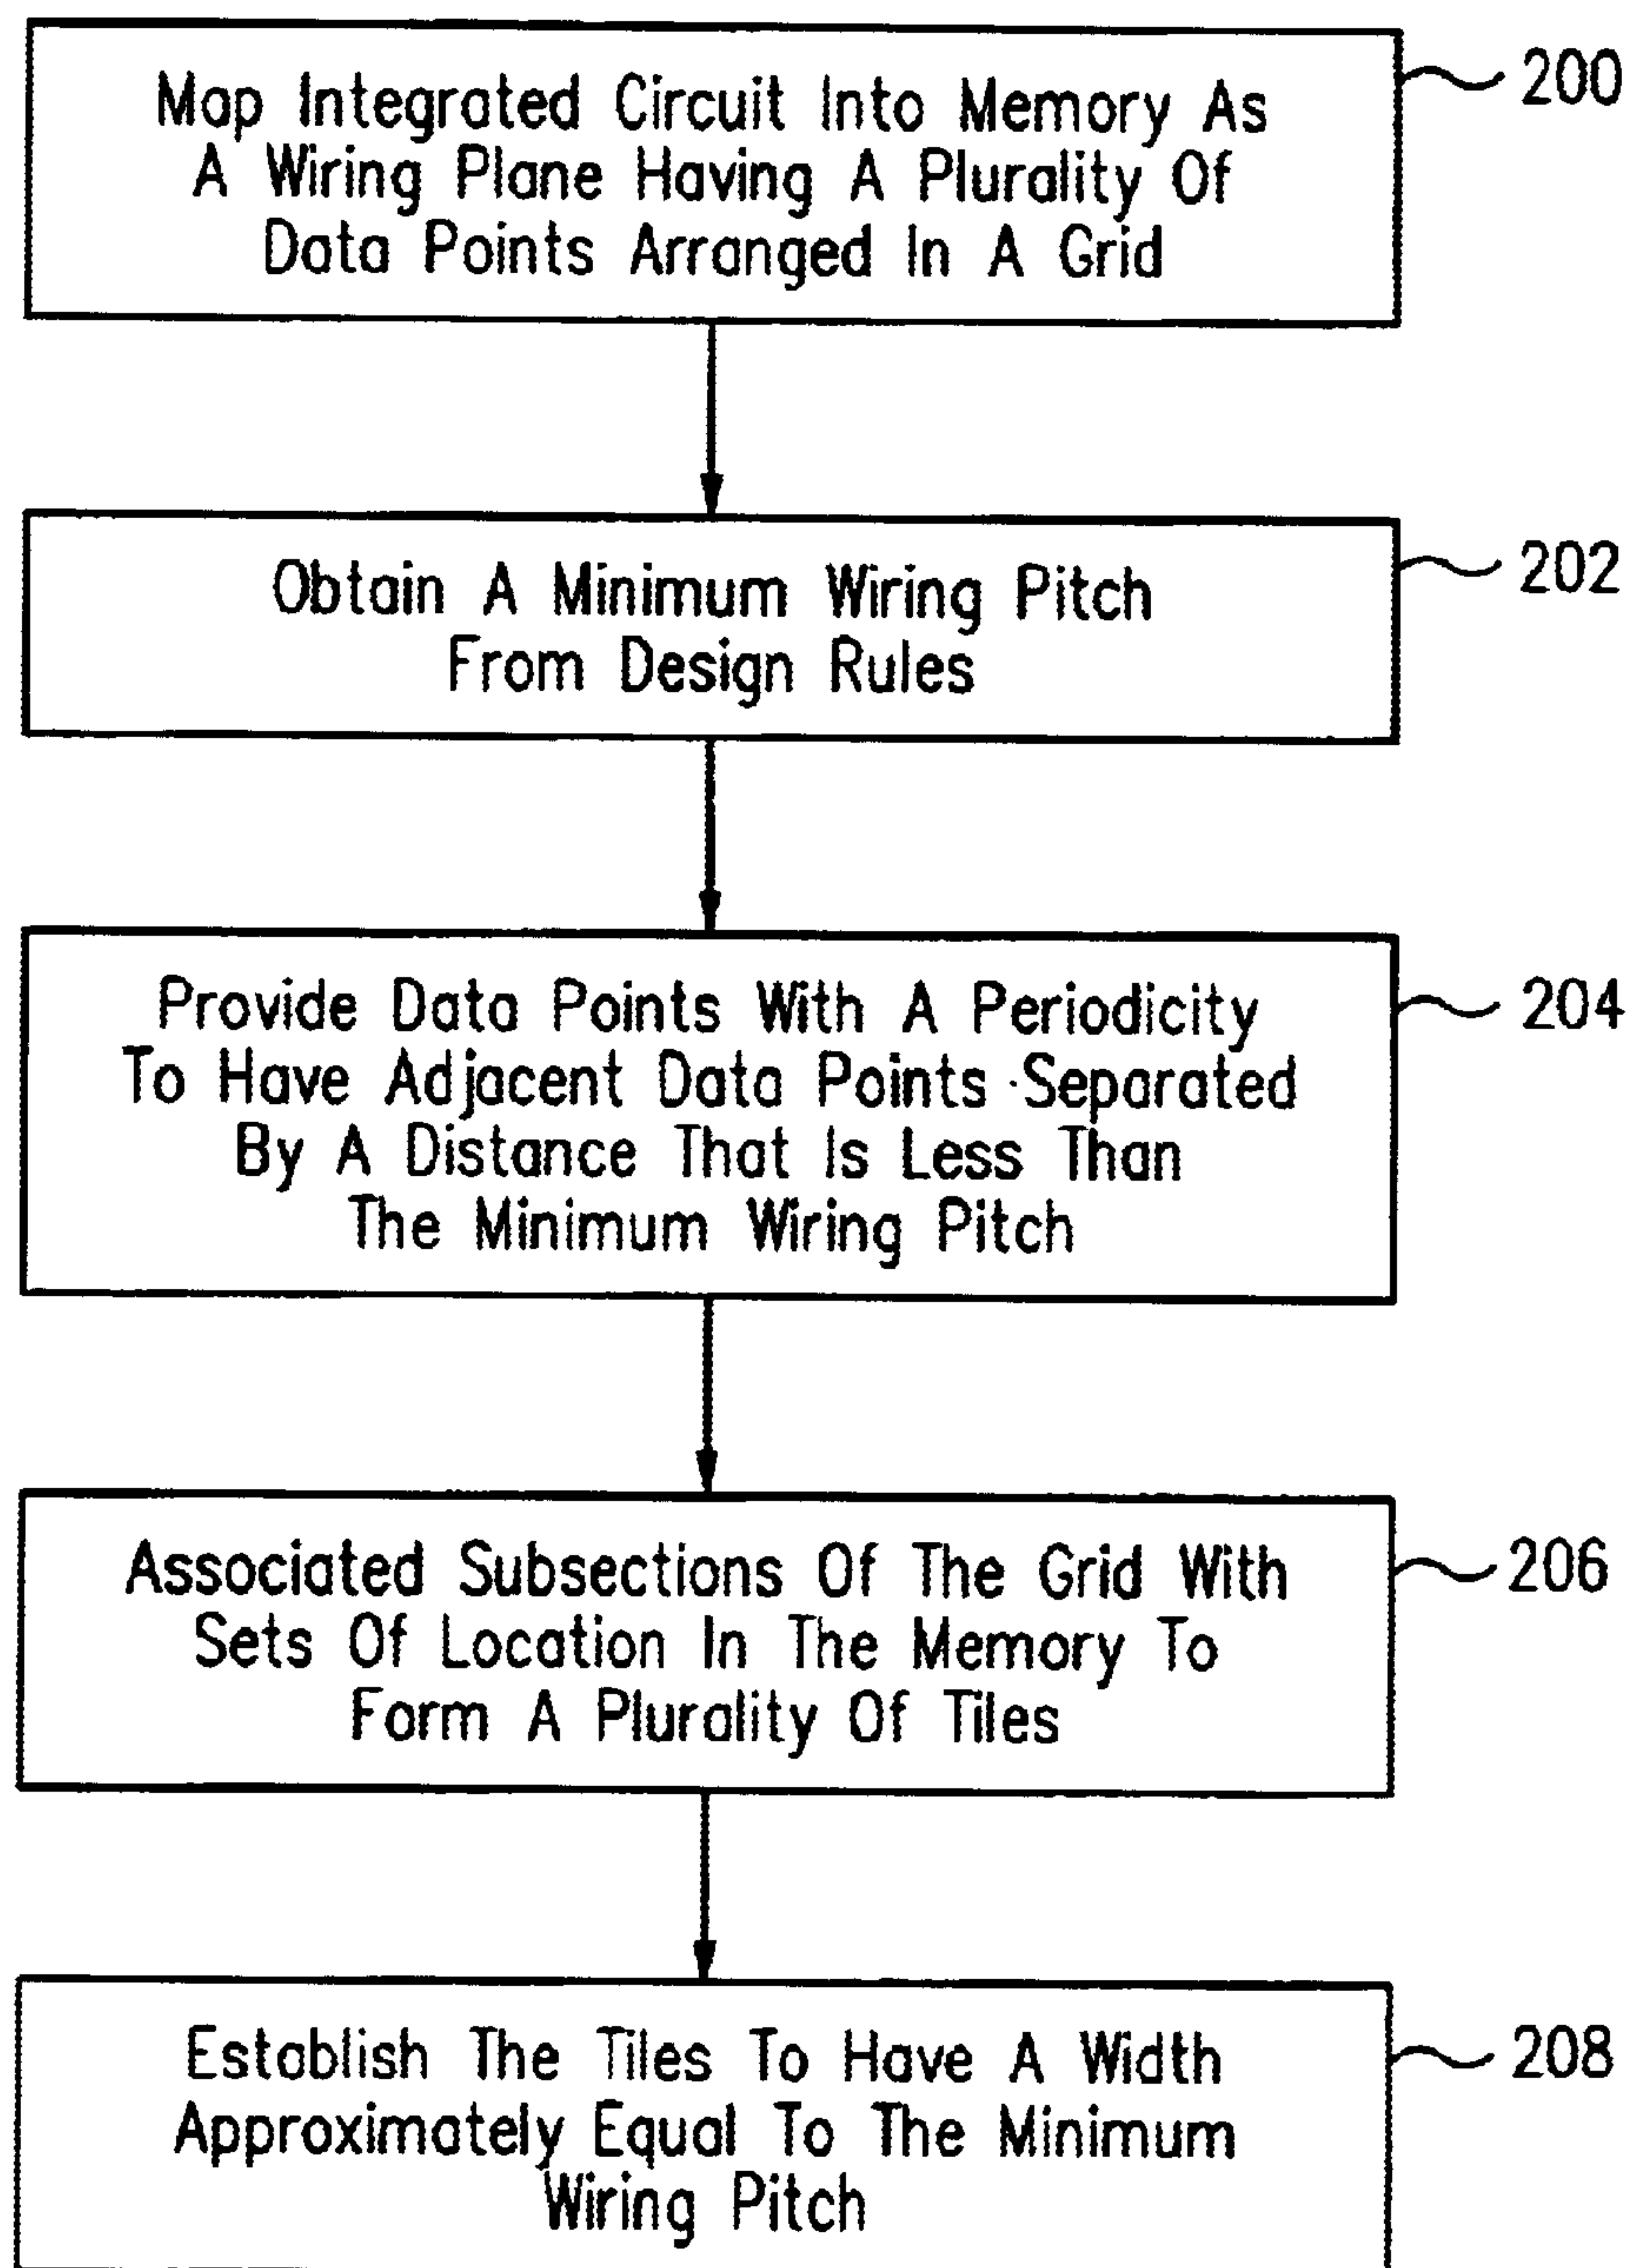 Map Integrated Circuit Into Memory As
A Wiring Plane Having A Plurality Of
Data Points Arranged In A Grid
200
Obtain A Minimum Wiring Pitch
From Design Rules
202
Provide Data Points With A Periodicity
To Have Adjacent Data Points Separated
By A Distance That Is Less Than
The Minimum Wiring Pitch
204
Associated Subsections Of The Grid With
Sets Of Location In The Memory To
Form A Plurality Of Tiles
206
Establish The Tiles To Have A Width
Approximately Equal To The Minimum
Wiring Pitch
208